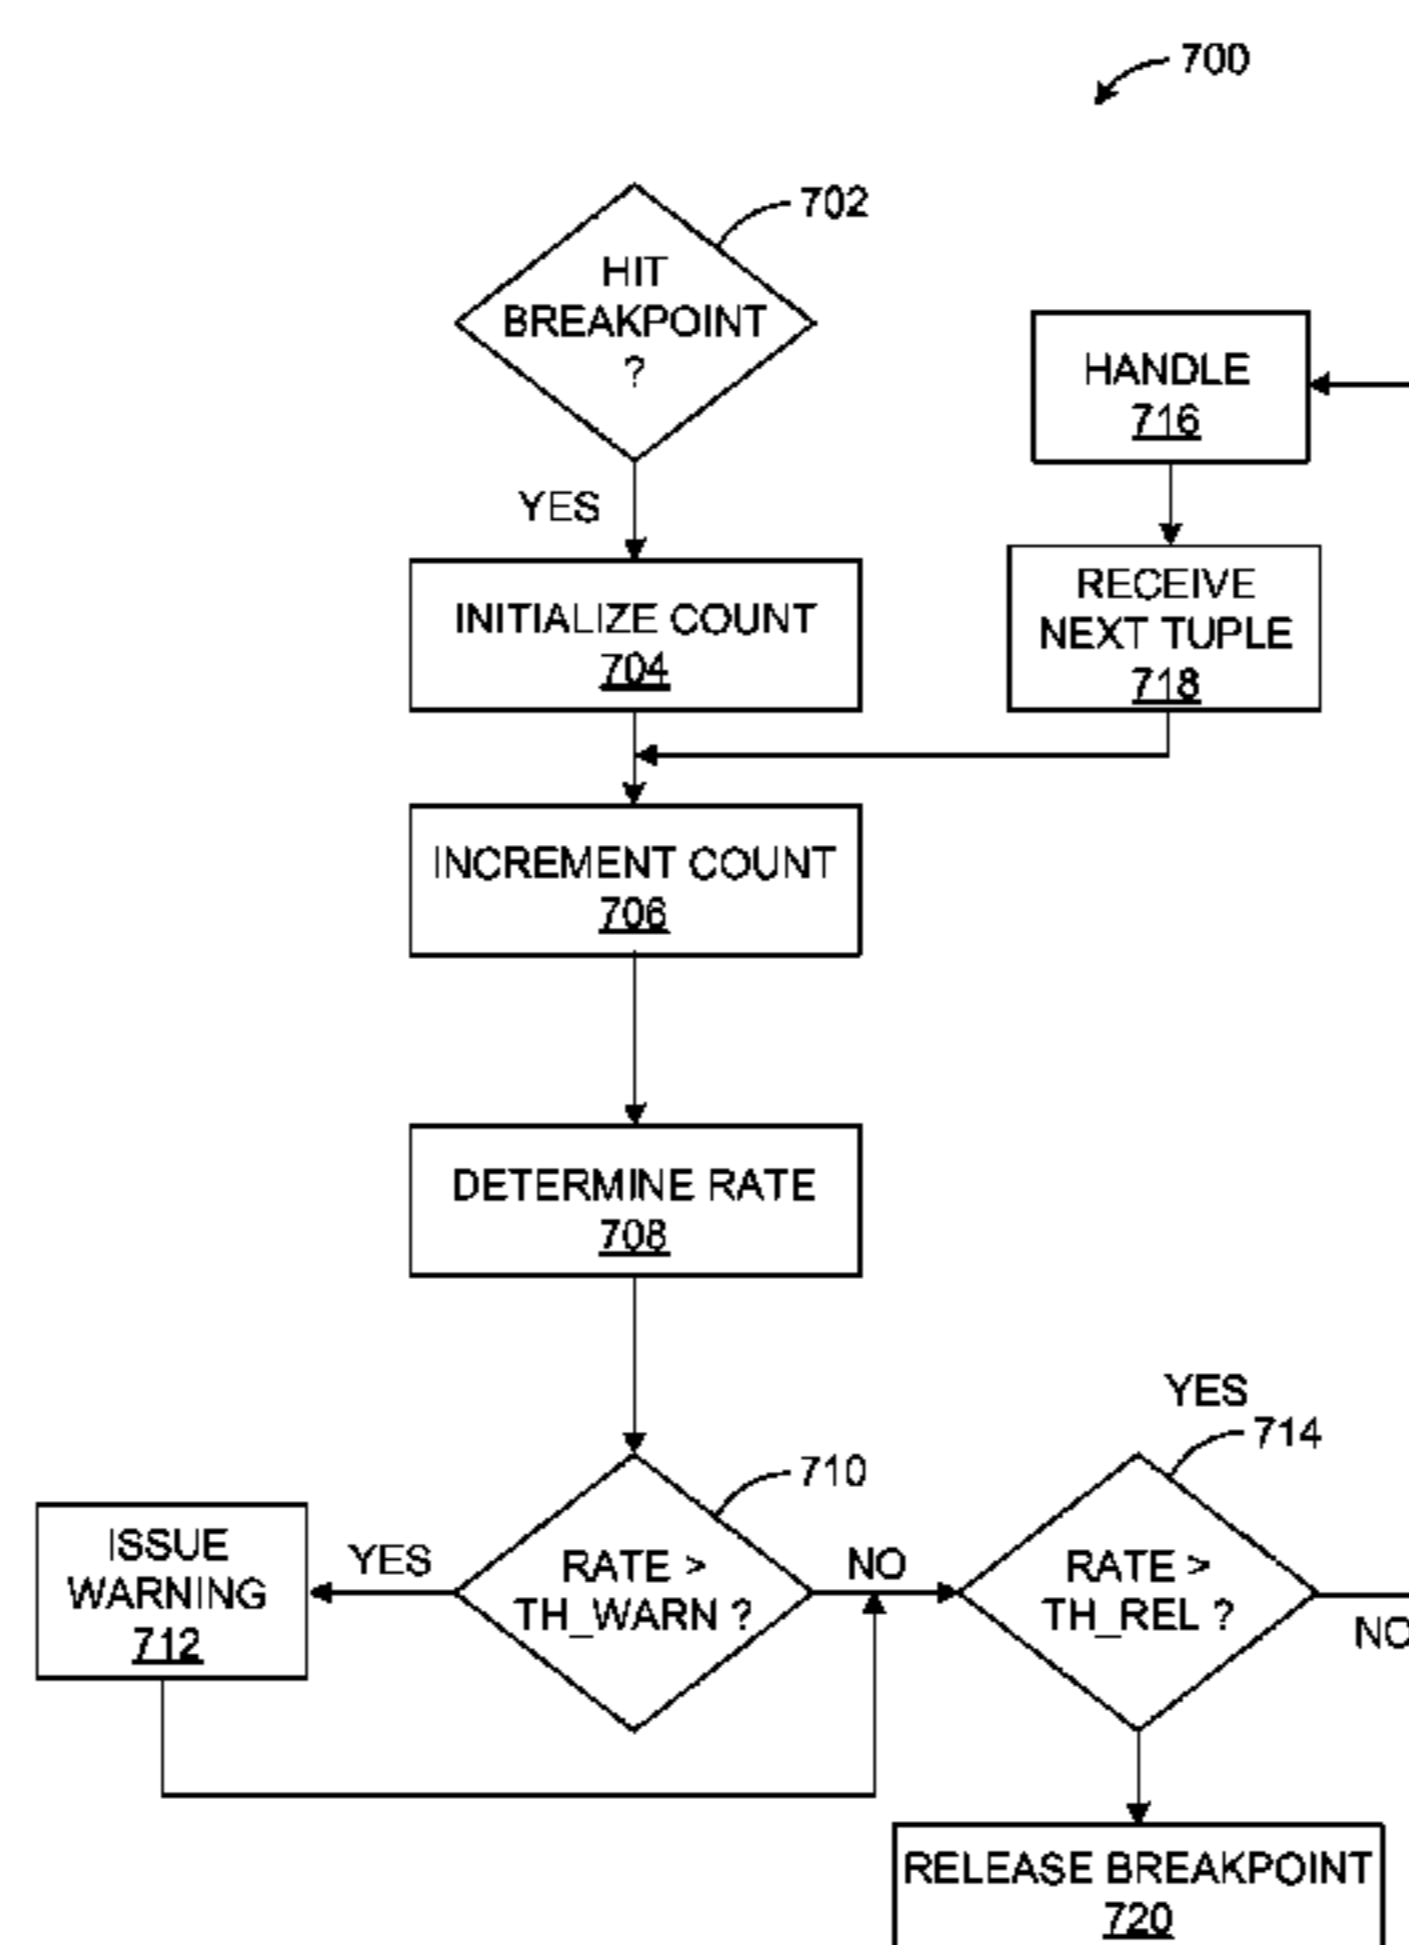 700
702
HIT
BREAKPOINT
?
YES
HANDLE
716
INITIALIZE COUNT
704
RECEIVE
NEXT TUPLE
718
INCREMENT COUNT
706
DETERMINE RATE
708
YES
714
710
ISSUE
WARNING
712
YES
RATE >
TH_WARN ?
NO
RATE >
TH_REL ?
NO
RELEASE BREAKPOINT
720